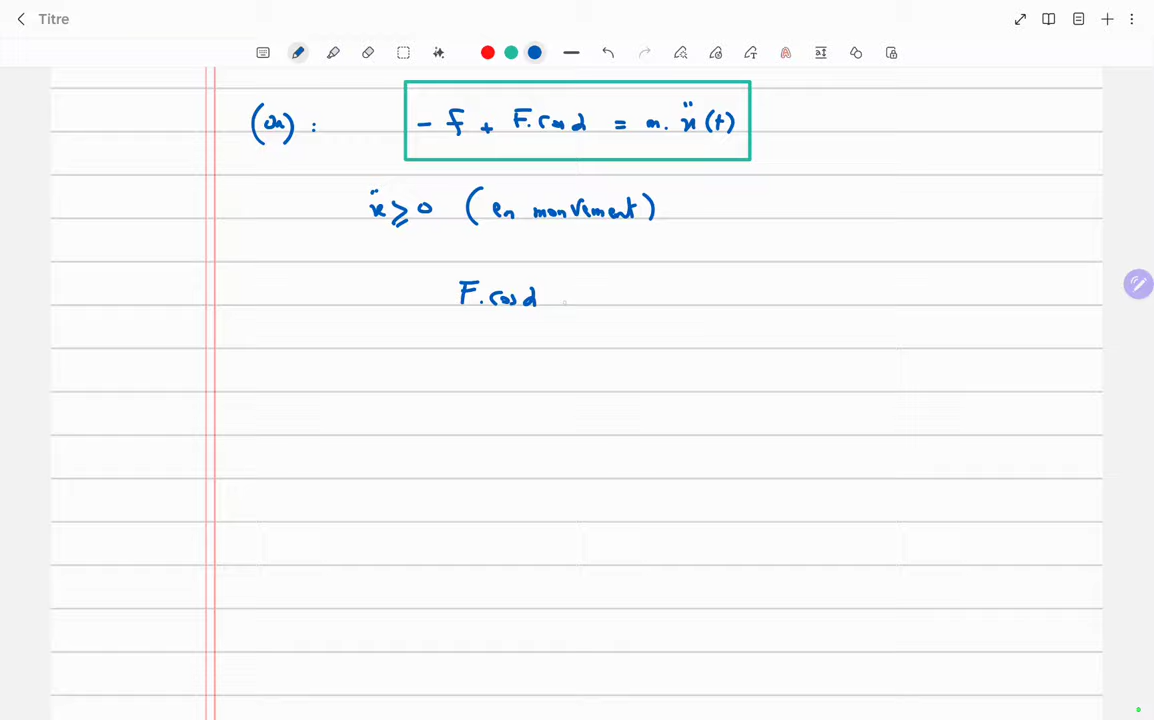 Titre
(Ox) : - f + F.cos α = m. ẍ(t)
ẍ ⩾ 0 (en mouvement)
F.cos α